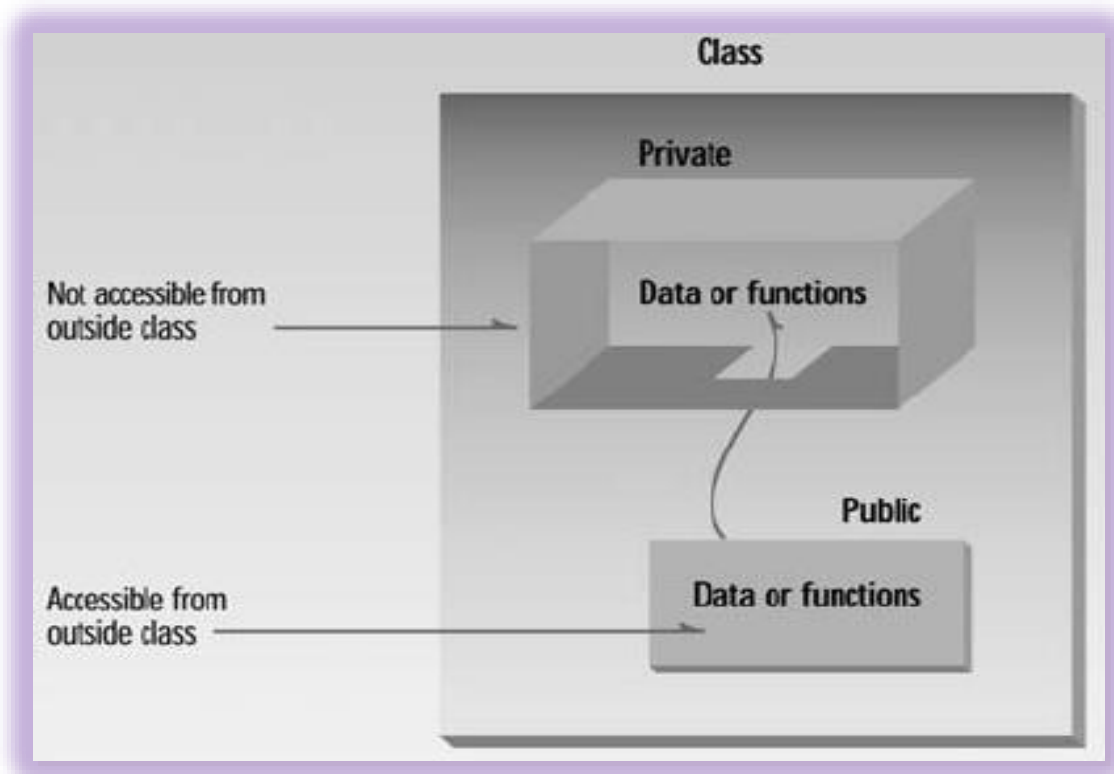 Class
Private
Not accessible from
outside class
Data or functions
Public
Accessible from
outside class
Data or functions